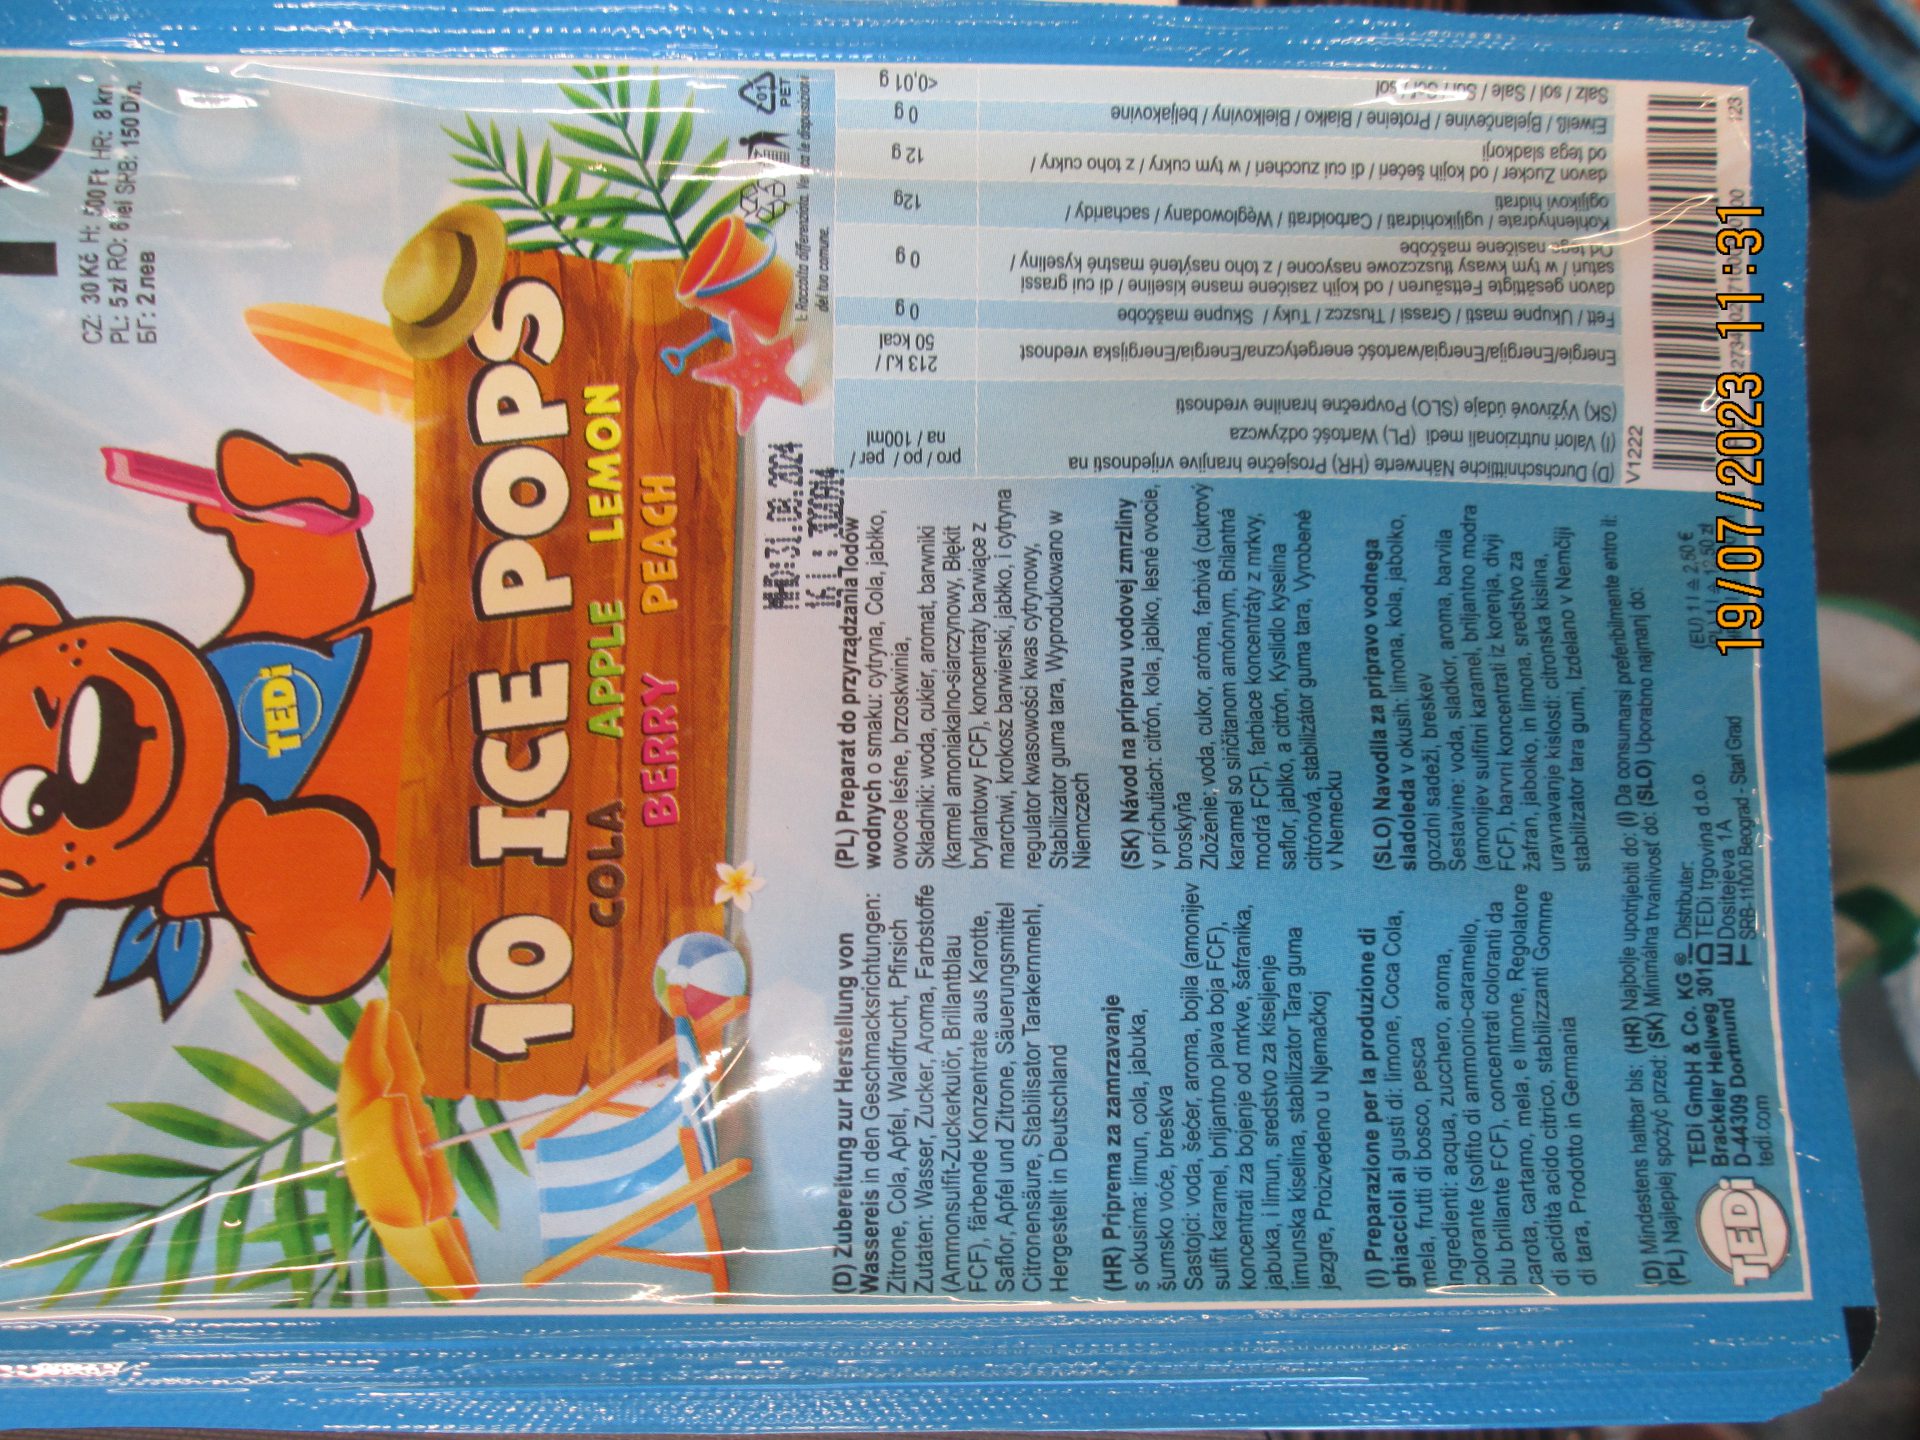 CZ: 30 Kč H: 500 Ft HR: 8 kn
PL: 5 zł RO: 6 lei SRB: 150 Din.
БГ: 2 лев
TEDi
10 ICE POPS
COLA APPLE LEMON
BERRY PEACH
01
PET
I: Raccolta differenziata. Verifica le disposizioni
del tuo comune.
(D) Zubereitung zur Herstellung von
Wassereis in den Geschmacksrichtungen:
Zitrone, Cola, Apfel, Waldfrucht, Pfirsich
Zutaten: Wasser, Zucker, Aroma, Farbstoffe
(Ammonsulfit-Zuckerkulör, Brillantblau
FCF), färbende Konzentrate aus Karotte,
Saflor, Apfel und Zitrone, Säuerungsmittel
Citronensäure, Stabilisator Tarakernmehl,
Hergestellt in Deutschland
(HR) Priprema za zamrzavanje
s okusima: limun, cola, jabuka,
šumsko voće, breskva
Sastojci: voda, šećer, aroma, bojila (amonijev
sulfit karamel, briljantno plava boja FCF),
koncentrati za bojenje od mrkve, šafranika,
jabuka, i limun, sredstvo za kiseljenje
limunska kiselina, stabilizator Tara guma
jezgre, Proizvedeno u Njemačkoj
(I) Preparazione per la produzione di
ghiaccioli ai gusti di: limone, Coca Cola,
mela, frutti di bosco, pesca
Ingredienti: acqua, zucchero, aroma,
colorante (solfito di ammonio-caramello,
blu brillante FCF), concentrati coloranti da
carota, cartamo, mela, e limone, Regolatore
di acidità acido citrico, stabilizzanti Gomme
di tara, Prodotto in Germania
(PL) Preparat do przyrządzania lodów
wodnych o smaku: cytryna, Cola, jabłko,
owoce leśne, brzoskwinia,
Składniki: woda, cukier, aromat, barwniki
(karmel amoniakalno-siarczynowy, Błękit
brylantowy FCF), koncentraty barwiące z
marchwi, krokosz barwierski, jabłko, i cytryna
regulator kwasowości kwas cytrynowy,
Stabilizator guma tara, Wyprodukowano w
Niemczech
(SK) Návod na prípravu vodovej zmrzliny
v príchutiach: citrón, kola, jablko, lesné ovocie,
broskyňa
Zloženie: voda, cukor, aróma, farbivá (cukrový
karamel so siričitanom amónnym, Brilantná
modrá FCF), farbiace koncentráty z mrkvy,
saflor, jablko, a citrón, Kyslidlo kyselina
citrónová, stabilizátor guma tara, Vyrobené
v Nemecku
(SLO) Navodila za pripravo vodnega
sladoleda v okusih: limona, kola, jabolko,
gozdni sadeži, breskev
Sestavine: voda, sladkor, aroma, barvila
(amonijev sulfitni karamel, briljantno modra
FCF), barvni koncentrati iz korenja, divji
žafran, jabolko, in limona, sredstvo za
uravnavanje kislosti: citronska kislina,
stabilizator tara gumi, Izdelano v Nemčiji
(D) Durchschnittliche Nährwerte (HR) Prosječne hranjive vrijednosti na
(I) Valori nutrizionali medi (PL) Wartość odżywcza
(SK) Výživové údaje (SLO) Povprečne hranilne vrednosti
pro / po / per /
na / 100ml
Energie/Energija/Energia/wartość energetyczna/Energia/Energijska vrednost
213 kJ /
50 kcal
Fett / Ukupne masti / Grassi / Tłuszcz / Tuky / Skupne maščobe
0 g
davon gesättigte Fettsäuren / od kojih zasićene masne kiseline / di cui grassi
saturi / w tym kwasy tłuszczowe nasycone / z toho nasýtené mastné kyseliny /
Od tega nasičene maščobe
0 g
Kohlenhydrate / ugljikohidrati / Carboidrati / Węglowodany / sacharidy /
ogljikovi hidrati
12g
davon Zucker / od kojih šećeri / di cui zuccheri / w tym cukry / z toho cukry /
od tega sladkorji
12 g
Eiweiß / Bjelančevine / Proteine / Białko / Bielkoviny / beljakovine
0 g
Salz / sol / Sale / Sól / Soľ / sol
<0,01 g
V1222
123
(D) Mindestens haltbar bis: (HR) Najbolje upotrijebiti do: (I) Da consumarsi preferibilmente entro il:
(PL) Najlepiej spożyć przed: (SK) Minimálna trvanlivosť do: (SLO) Uporabno najmanj do:
TEDi
TEDi GmbH & Co. KG
Brackeler Hellweg 301
D-44309 Dortmund
tedi.com
Distributer:
TEDi trgovina d.o.o.
Dositejeva 1A
SRB-11000 Beograd - Stari Grad
(EU) 1 l ≙ 2,50 €
19/07/2023 11:31